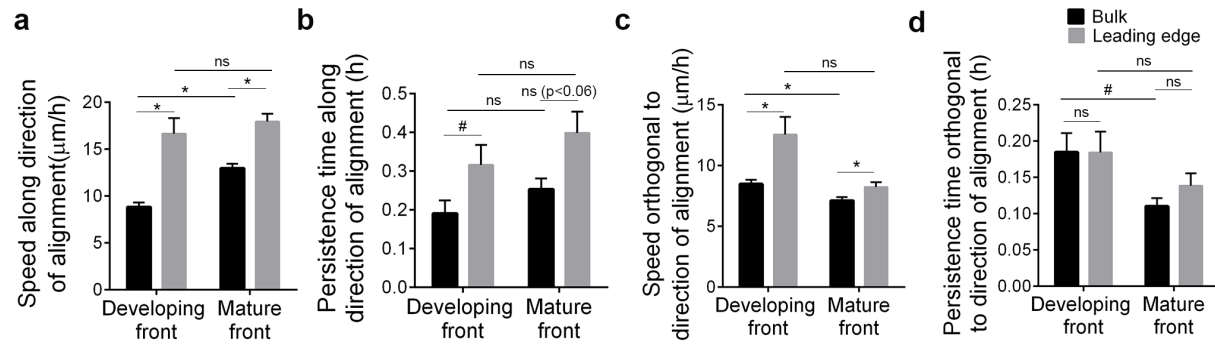 a
Speed along direction
of alignment(μm/h)
20
15
10
5
0
ns
*
*
*
Developing
front
Mature
front
b
Persistence time along
direction of alignment (h)
0.5
0.4
0.3
0.2
0.1
0.0
ns
ns (p<0.06)
ns
#
Developing
front
Mature
front
c
Speed orthogonal to
direction of alignment (μm/h)
15
10
5
0
ns
*
*
*
Developing
front
Mature
front
d
Bulk
Leading edge
Persistence time orthogonal
to direction of alignment (h)
0.25
0.20
0.15
0.10
0.05
0.00
ns
#
ns
ns
Developing
front
Mature
front